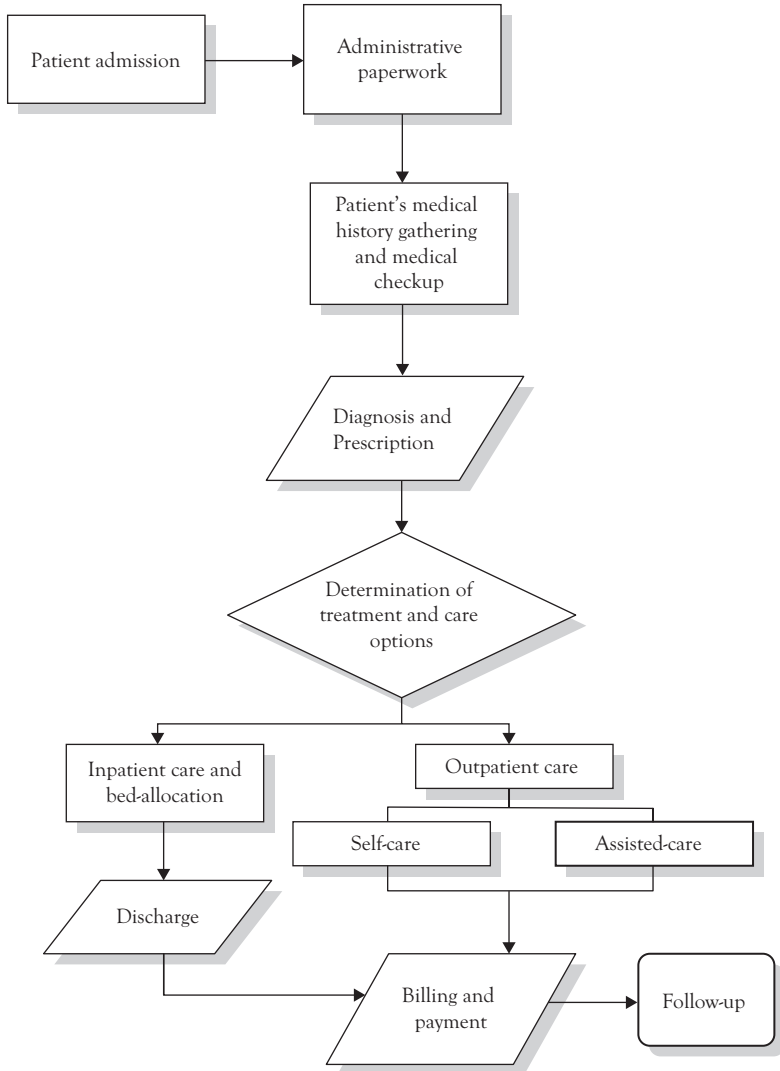 Patient admission
Administrative
paperwork
Patient's medical
history gathering
and medical
checkup
Diagnosis and
Prescription
Determination of
treatment and care
options
Inpatient care and
bed-allocation
Outpatient care
Self-care
Assisted-care
Discharge
Billing and
payment
Follow-up